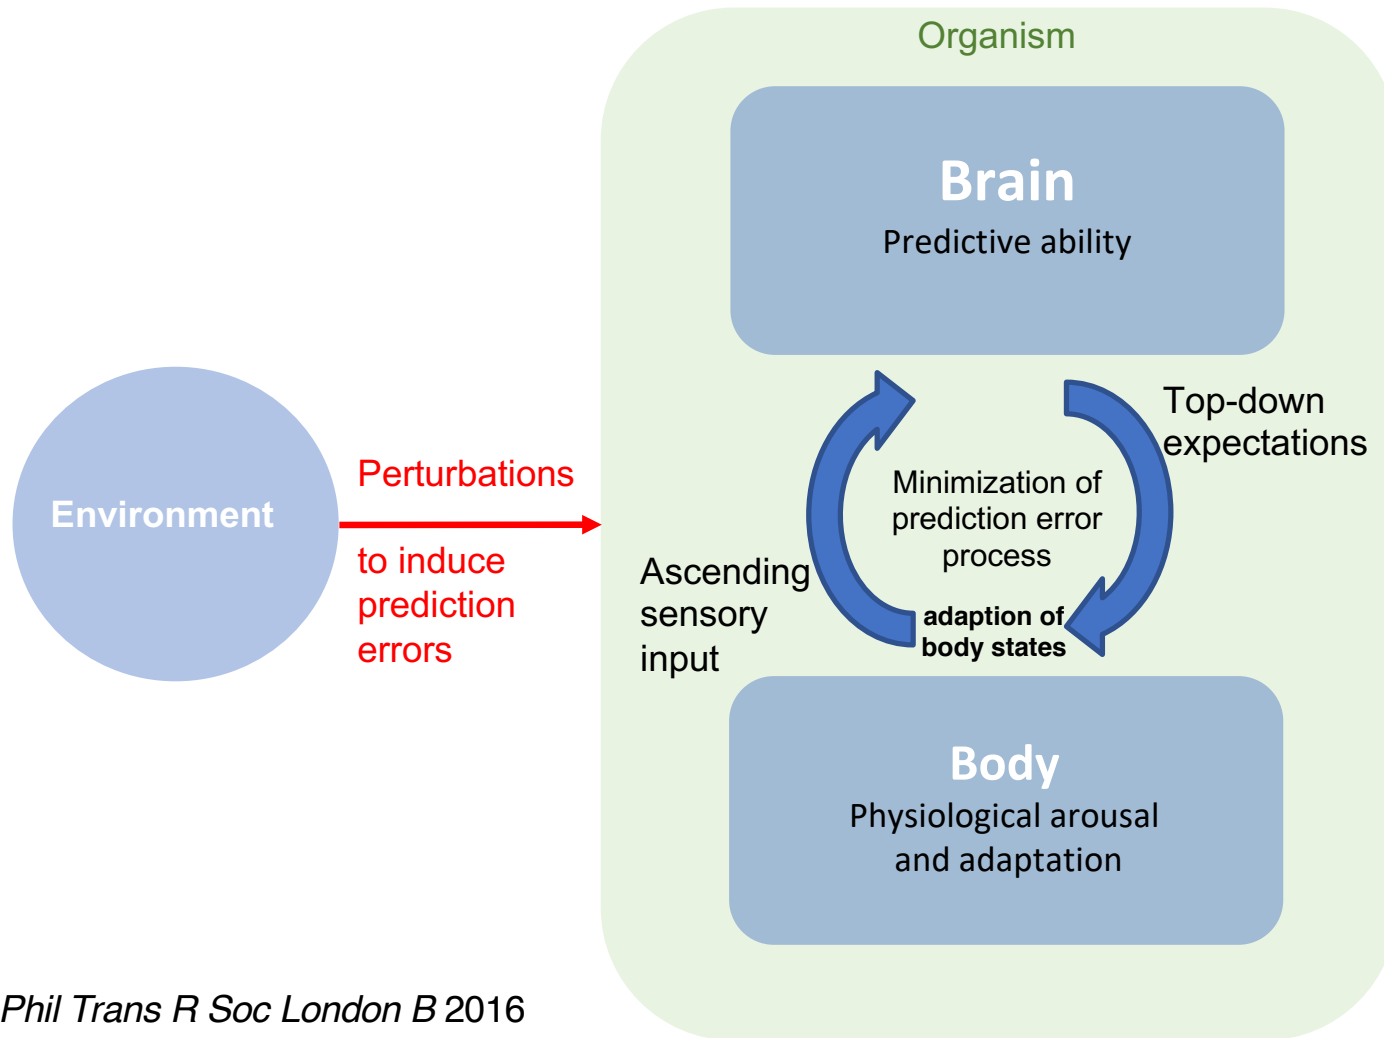 Organism
Brain
Predictive ability
Environment
Perturbations
to induce
prediction
errors
Top-down
expectations
Minimization of
prediction error
process
Ascending
sensory
input
adaption of
body states
Body
Physiological arousal
and adaptation
Phil Trans R Soc London B 2016